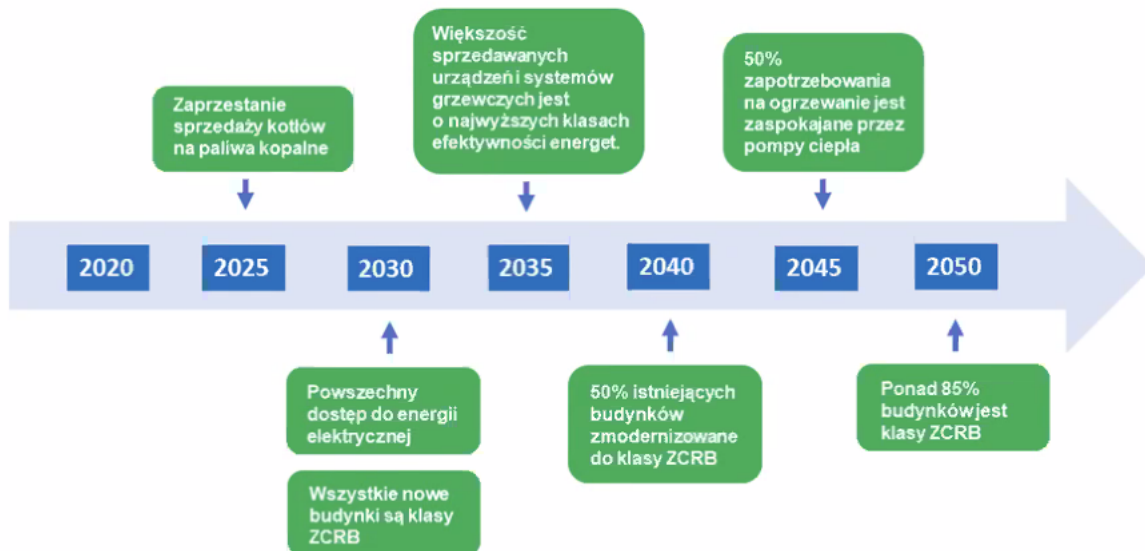 Zaprzestanie
sprzedaży kotłów
na paliwa kopalne
Większość
sprzedawanych
urządzeń i systemów
grzewczych jest
o najwyższych klasach
efektywności energet.
50%
zapotrzebowania
na ogrzewanie jest
zaspokajane przez
pompy ciepła
2020
2025
2030
2035
2040
2045
2050
Powszechny
dostęp do energii
elektrycznej
Wszystkie nowe
budynki są klasy
ZCRB
50% istniejących
budynków
zmodernizowane
do klasy ZCRB
Ponad 85%
budynków jest
klasy ZCRB